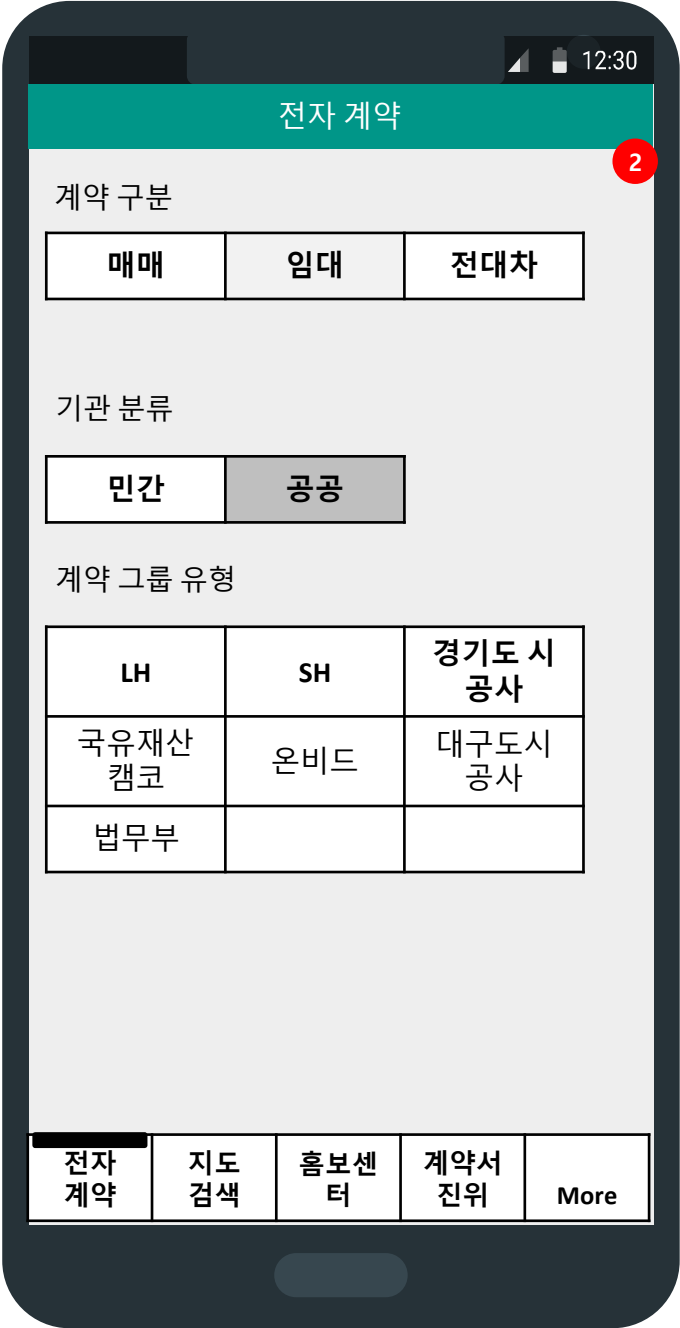 12:30
전자 계약
2
계약 구분
매매 임대 전대차
기관 분류
민간 공공
계약 그룹 유형
LH SH 경기도 시
공사
국유재산
캠코
온비드
대구도시
공사
법무부
전자
계약
지도
검색
홍보센
터
계약서
진위
More